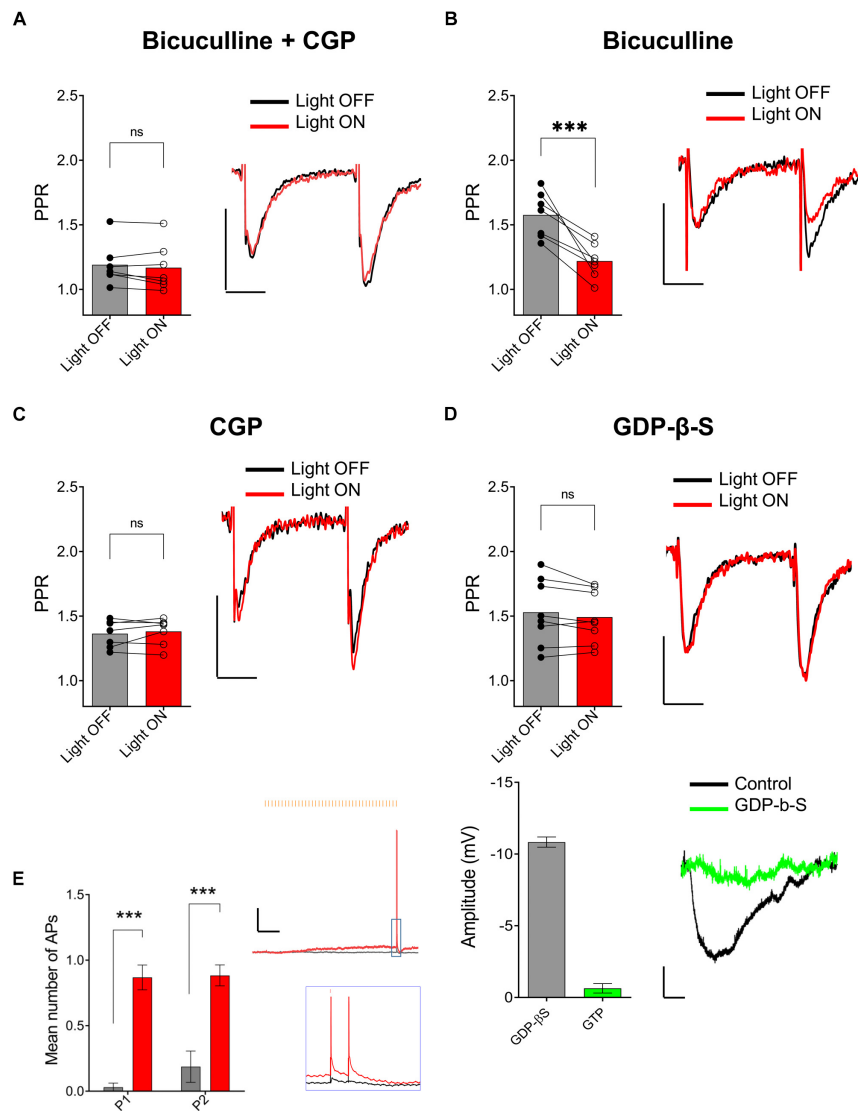 A
Bicuculline + CGP
Light OFF
Light ON
2.5
2.0
1.5
1.0
PPR
ns
Light OFF
Light ON
B
Bicuculline
Light OFF
Light ON
2.5
2.0
1.5
1.0
PPR
***
Light OFF
Light ON
C
CGP
Light OFF
Light ON
2.5
2.0
1.5
1.0
PPR
ns
Light OFF
Light ON
D
GDP-β-S
Light OFF
Light ON
2.5
2.0
1.5
1.0
PPR
ns
Light OFF
Light ON
-15
-10
-5
0
Amplitude (mV)
GDP-βS
GTP
Control
GDP-b-S
E
1.5
1.0
0.5
0.0
Mean number of APs
***
***
P1
P2